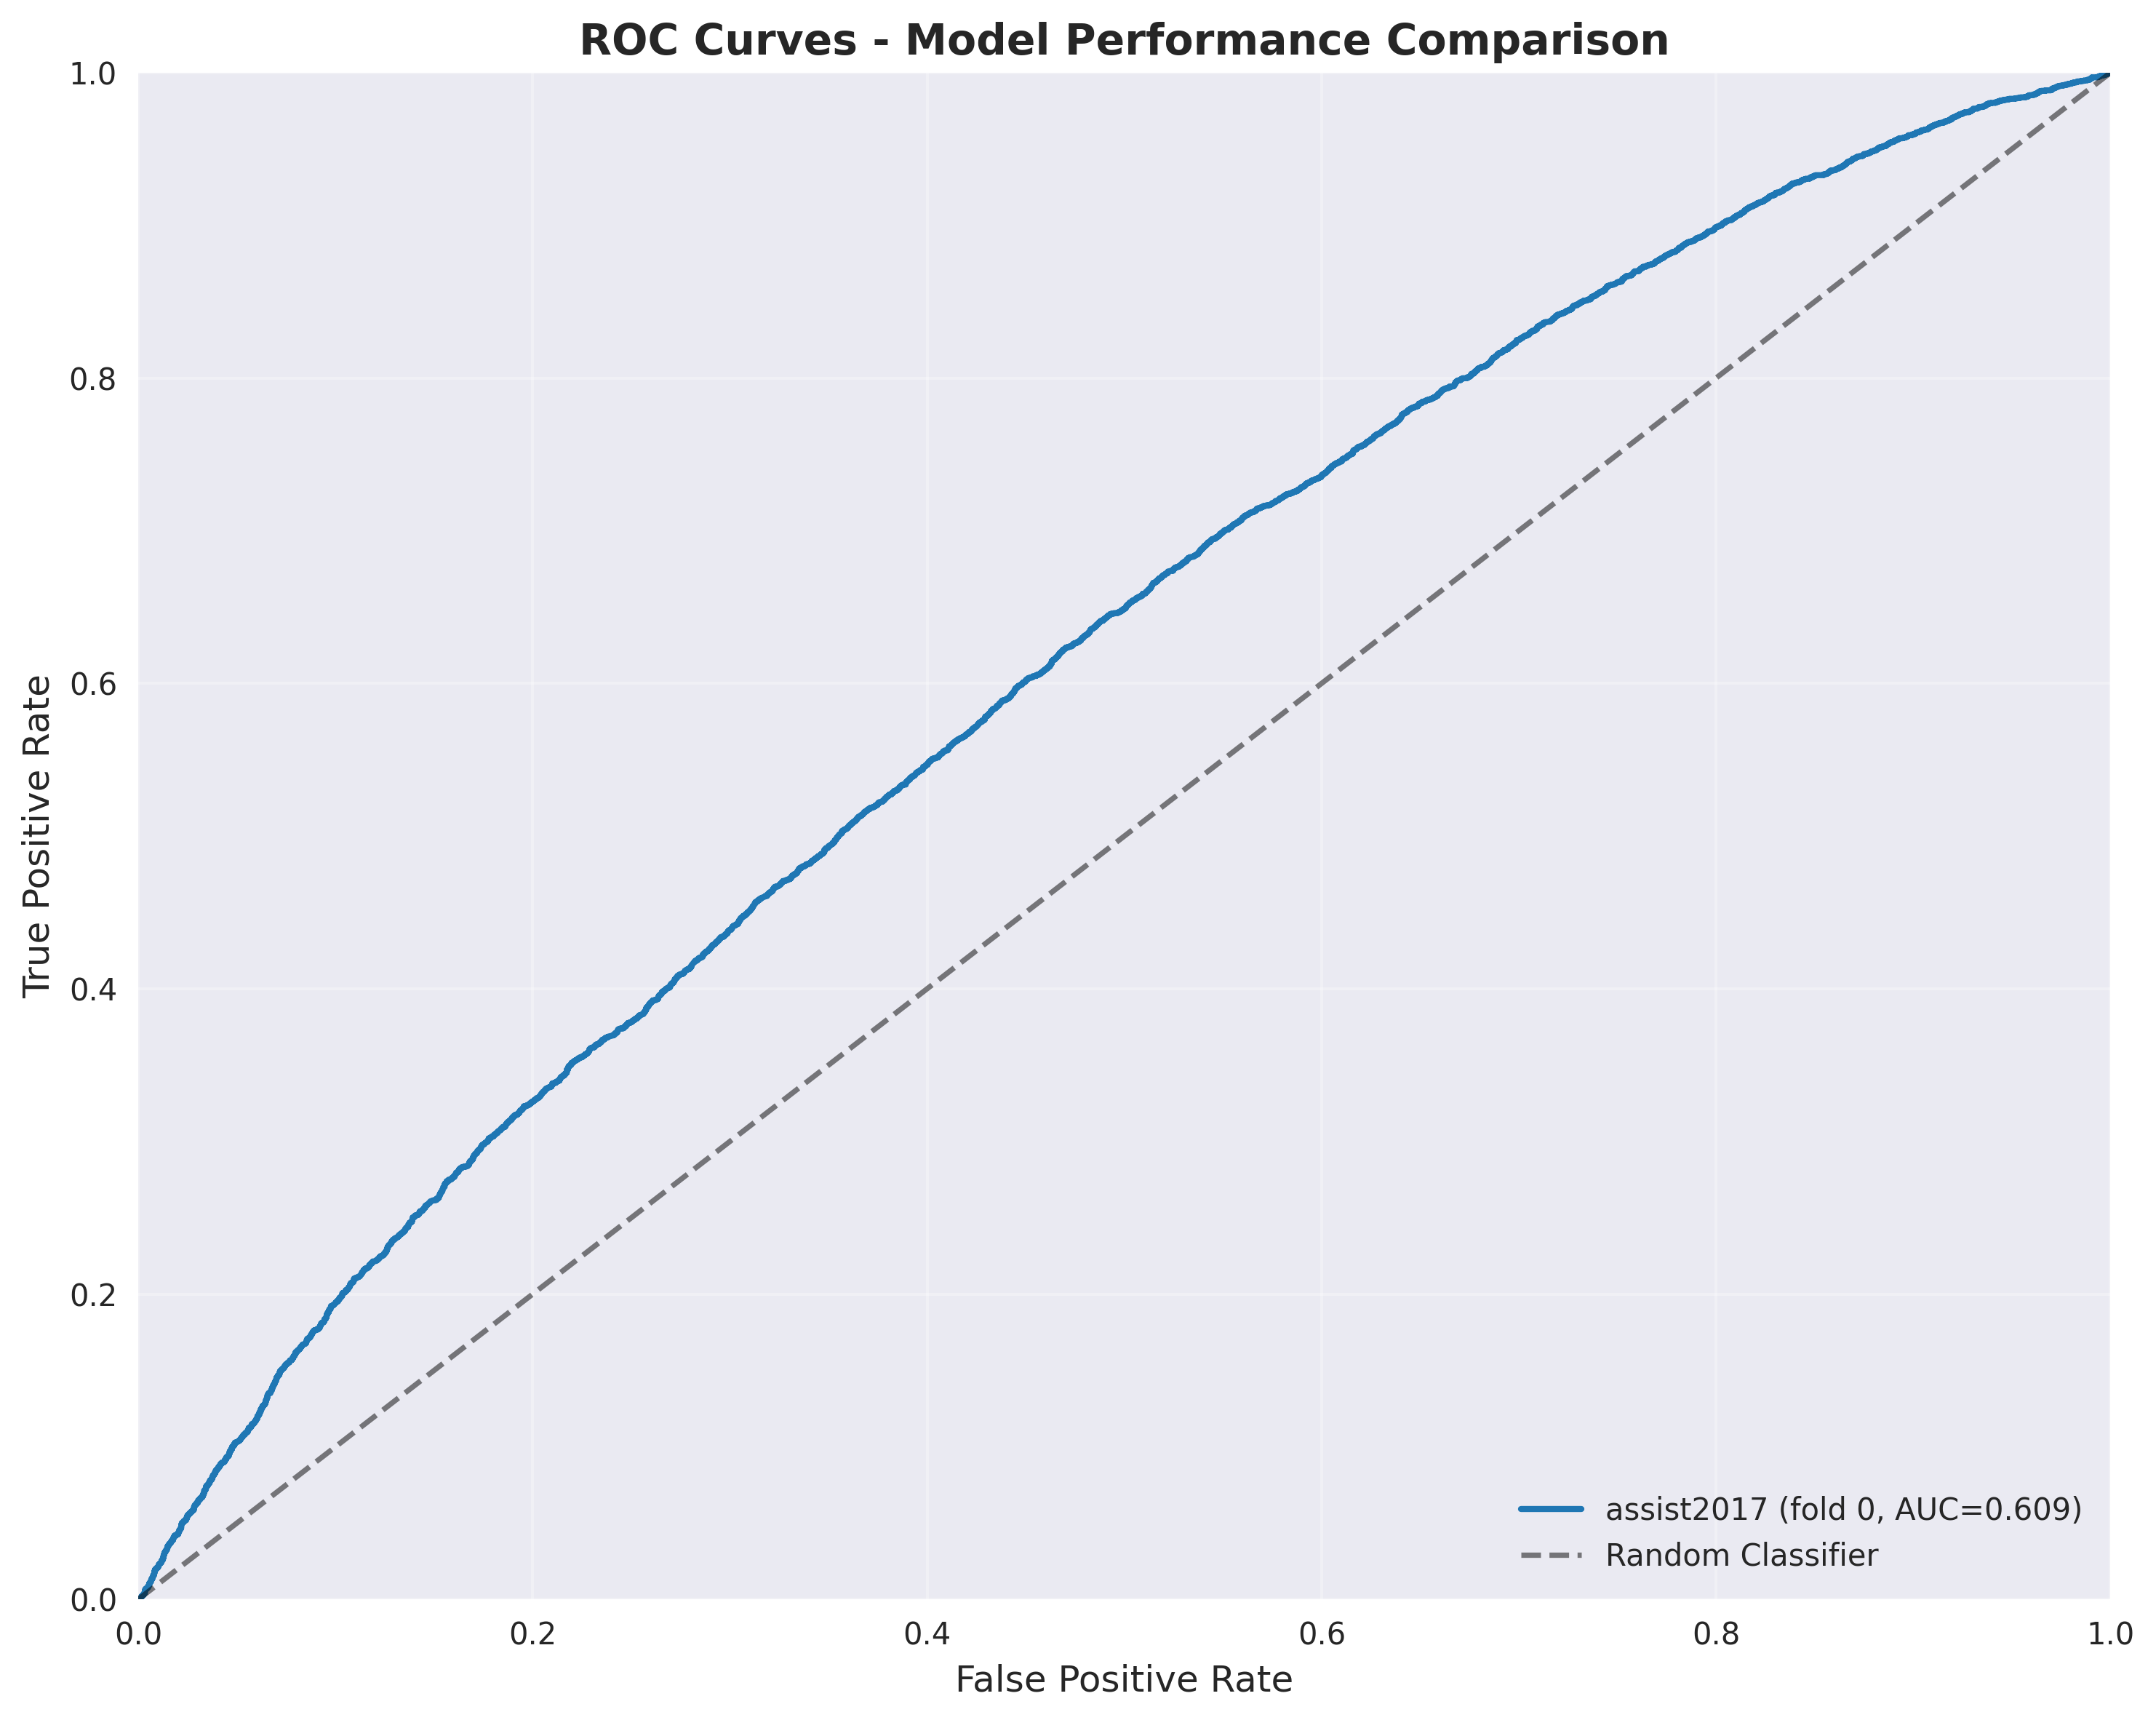 ROC Curves - Model Performance Comparison
1.0
0.8
0.6
0.4
0.2
0.0
True Positive Rate
0.0 0.2 0.4 0.6 0.8 1.0
False Positive Rate
assist2017 (fold 0, AUC=0.609)
Random Classifier